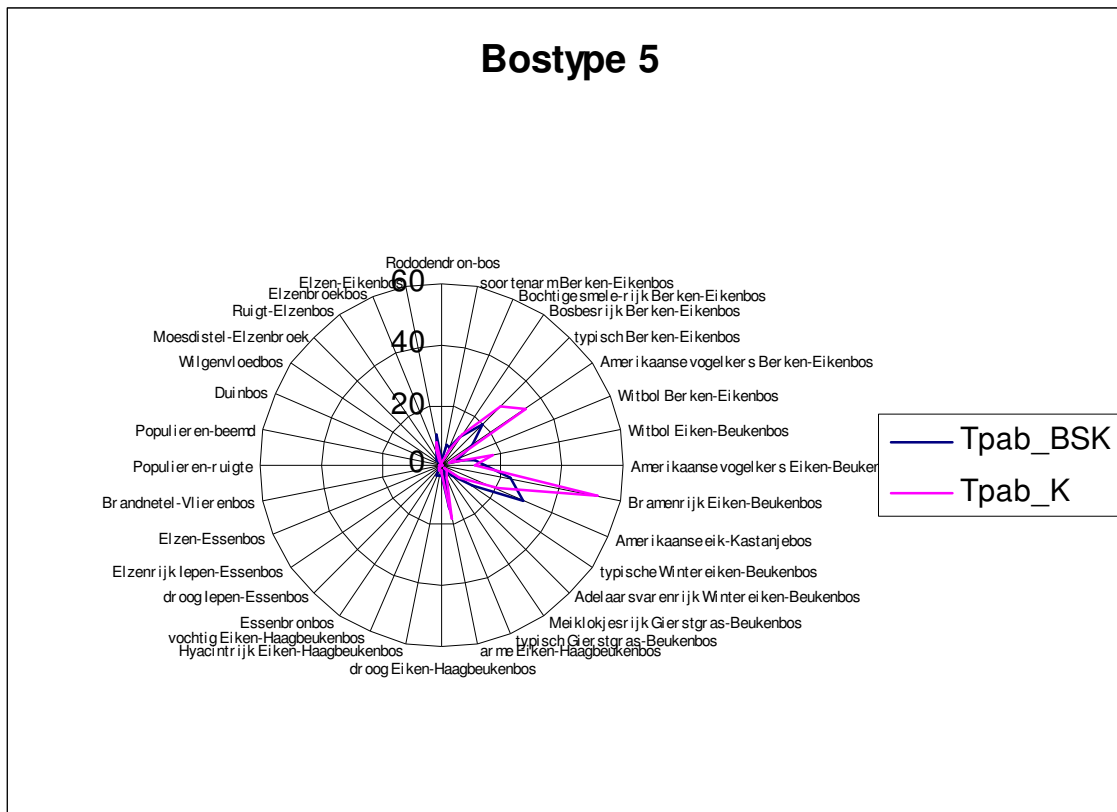 Bostype 5
Rododendron-bos
soortenarm Berken-Eikenbos
Bochtige smele-rijk Berken-Eikenbos
Bosbesrijk Berken-Eikenbos
typisch Berken-Eikenbos
Amerikaanse vogelkers Berken-Eikenbos
Witbol Berken-Eikenbos
Witbol Eiken-Beukenbos
Amerikaanse vogelkers Eiken-Beuken
Bramenrijk Eiken-Beukenbos
Amerikaanse eik-Kastanjebos
typische Wintereiken-Beukenbos
Adelaarsvarenrijk Wintereiken-Beukenbos
Meiklokjesrijk Gierstgras-Beukenbos
typisch Gierstgras-Beukenbos
arme Eiken-Haagbeukenbos
droog Eiken-Haagbeukenbos
Hyacintrijk Eiken-Haagbeukenbos
vochtig Eiken-Haagbeukenbos
Essenbronbos
droog Iepen-Essenbos
Elzenrijk Iepen-Essenbos
Elzen-Essenbos
Brandnetel-Vlierenbos
Populieren-ruigte
Populieren-beemd
Duinbos
Wilgenvloedbos
Moesdistel-Elzenbroek
Ruigt-Elzenbos
Elzenbroekbos
Elzen-Eikenbos
60
40
20
0
Tpab_BSK
Tpab_K